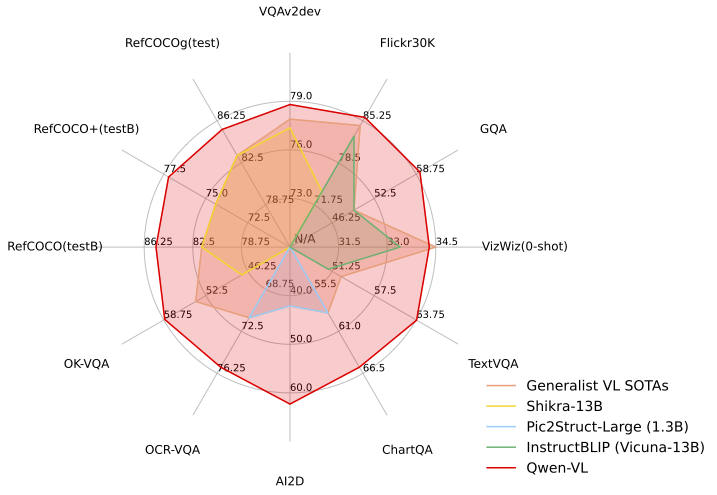 VQAv2dev
RefCOCOg(test)
Flickr30K
79.0
86.25
85.25
RefCOCO+(testB)
GQA
76.0
82.5
78.5
77.5
58.75
75.0
73.0
52.5
78.75
71.75
72.5
46.25
N/A
RefCOCO(testB)
86.25
82.5
78.75
31.5
33.0
34.5
VizWiz(0-shot)
46.25
51.25
68.75
55.5
40.0
52.5
57.5
58.75
72.5
61.0
63.75
50.0
OK-VQA
76.25
66.5
TextVQA
60.0
OCR-VQA
ChartQA
AI2D
Generalist VL SOTAs
Shikra-13B
Pic2Struct-Large (1.3B)
InstructBLIP (Vicuna-13B)
Qwen-VL